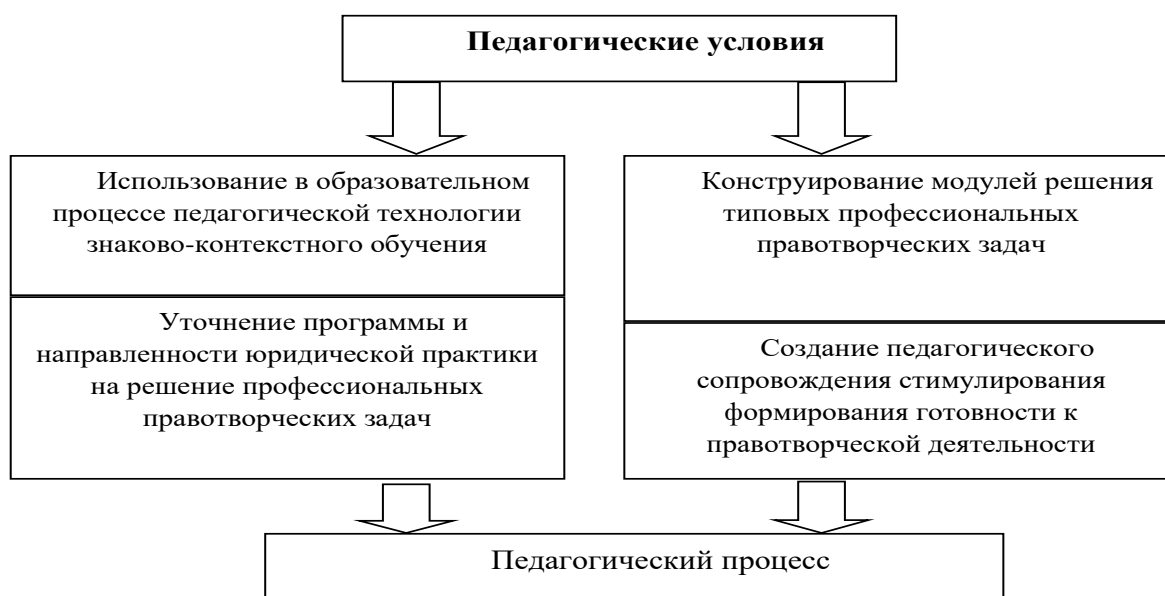 Педагогические условия
Использование в образовательном
процессе педагогической технологии
знаково-контекстного обучения
Уточнение программы и
направленности юридической практики
на решение профессиональных
правотворческих задач
Конструирование модулей решения
типовых профессиональных
правотворческих задач
Создание педагогического
сопровождения стимулирования
формирования готовности к
правотворческой деятельности
Педагогический процесс